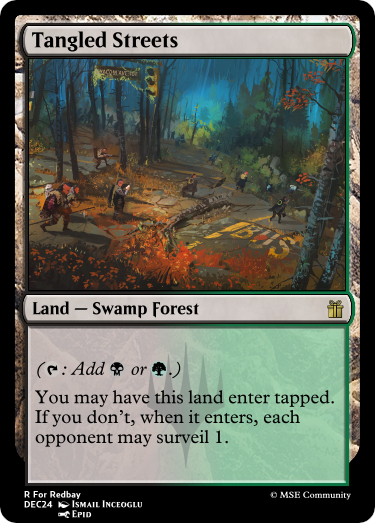 Tangled Streets
Land — Swamp Forest
(: Add or .)
You may have this land enter tapped.
If you don't, when it enters, each
opponent may surveil 1.
R For Redbay
DEC24 Ismail Inceoglu
© MSE Community
Epid